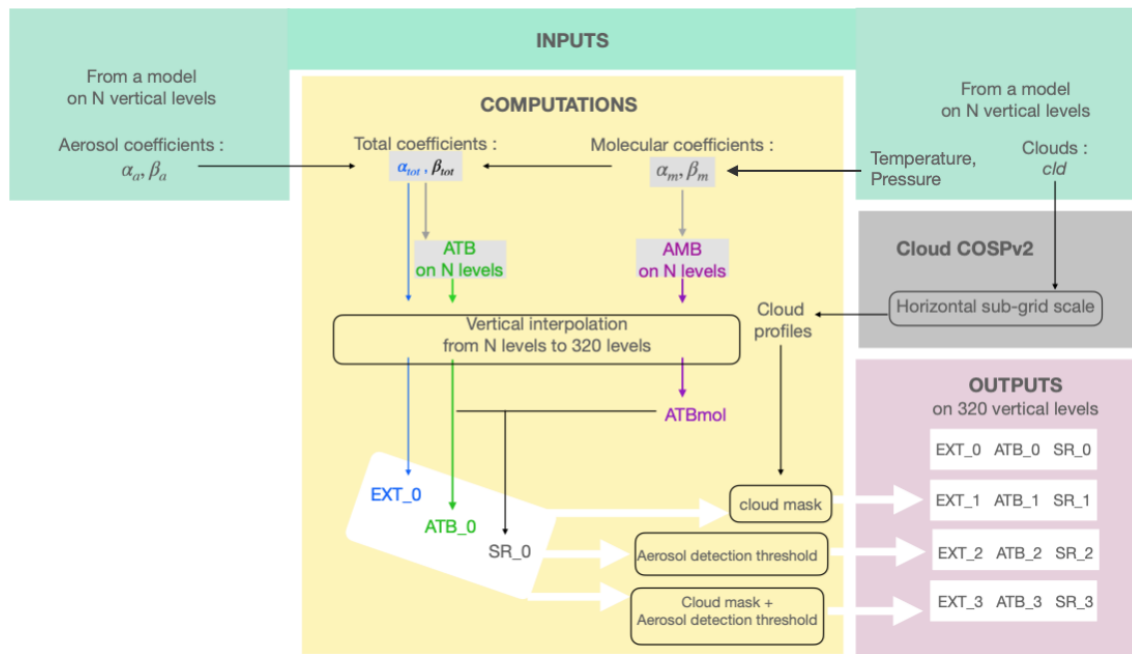 INPUTS
From a model
on N vertical levels
Aerosol coefficients :
αₐ, βₐ
COMPUTATIONS
Total coefficients :
α_tot , β_tot
Molecular coefficients :
αₘ, βₘ
From a model
on N vertical levels
Temperature,
Pressure
Clouds :
cld
ATB
on N levels
AMB
on N levels
Cloud COSPv2
Horizontal sub-grid scale
Cloud
profiles
Vertical interpolation
from N levels to 320 levels
ATBmol
EXT_0
ATB_0
SR_0
cloud mask
Aerosol detection threshold
Cloud mask +
Aerosol detection threshold
OUTPUTS
on 320 vertical levels
EXT_0 ATB_0 SR_0
EXT_1 ATB_1 SR_1
EXT_2 ATB_2 SR_2
EXT_3 ATB_3 SR_3